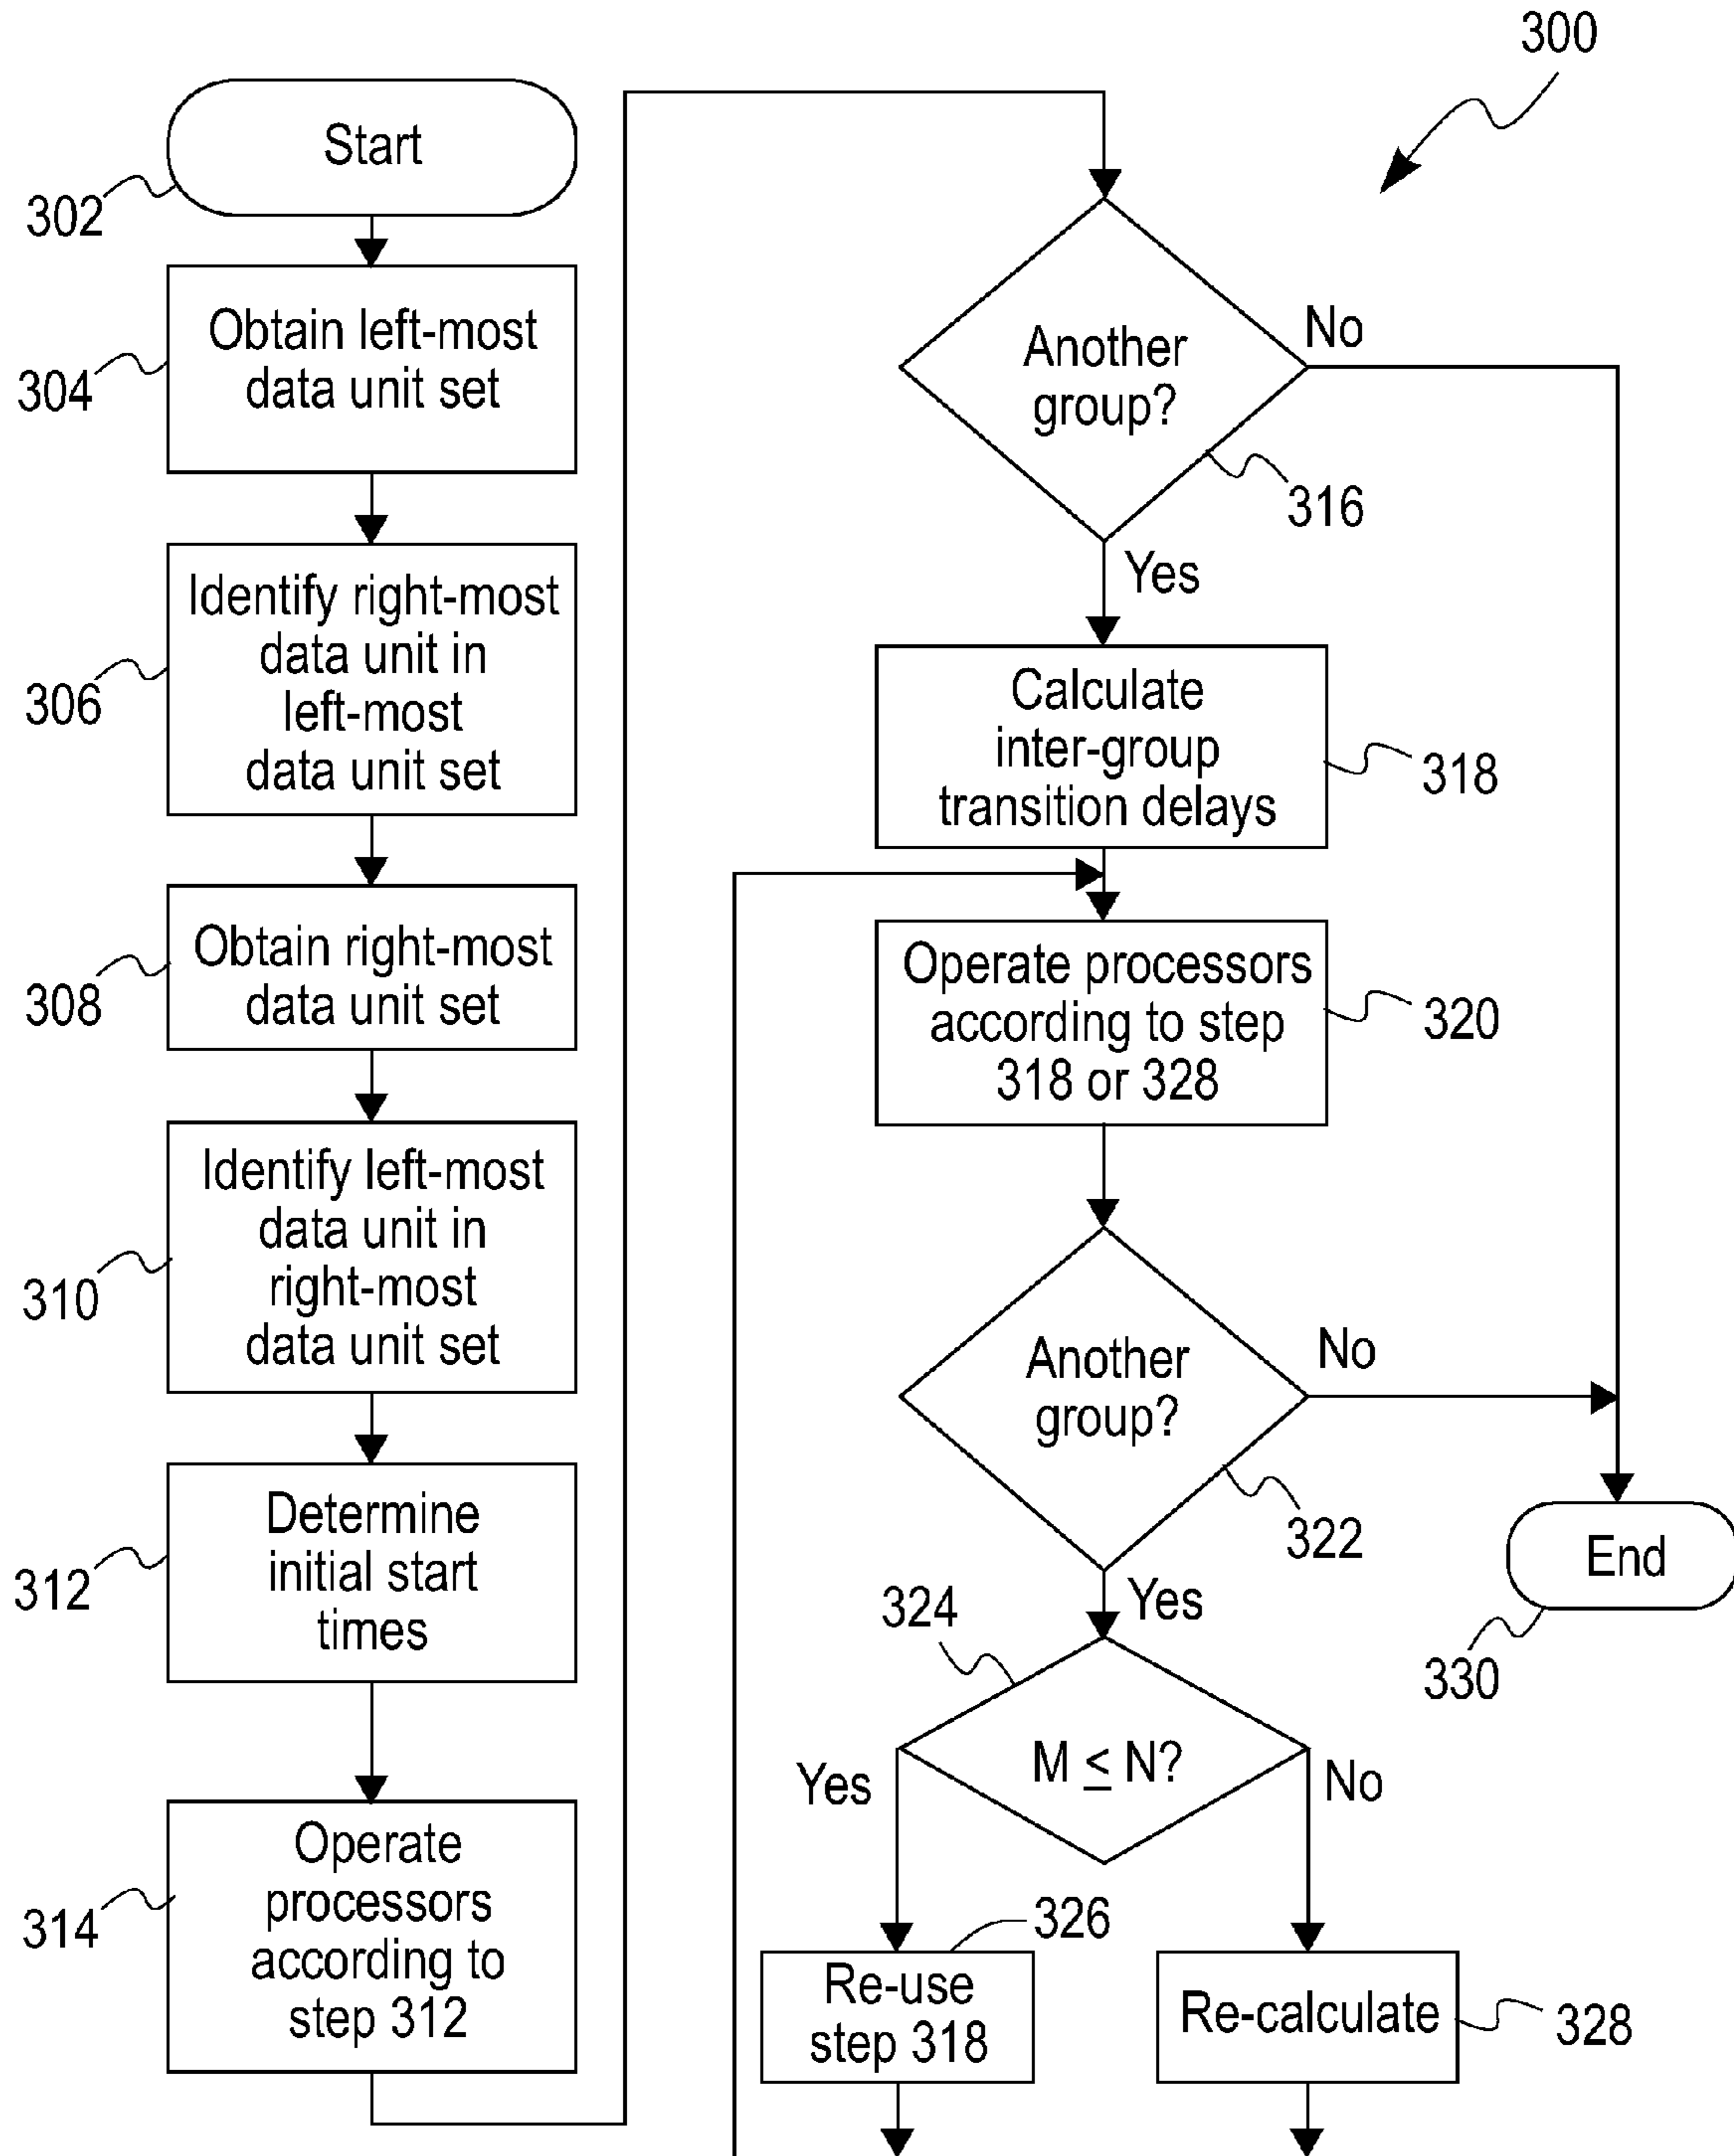 300
Start
302
Obtain left-most
data unit set
304
Identify right-most
data unit in
left-most
data unit set
306
Obtain right-most
data unit set
308
Identify left-most
data unit in
right-most
data unit set
310
Determine
initial start
times
312
Operate
processors
according to
step 312
314
Another
group?
No
316
Yes
Calculate
inter-group
transition delays
318
Operate processors
according to step
318 or 328
320
Another
group?
No
322
Yes
End
330
324
M ≤ N?
Yes
No
326
Re-use
step 318
Re-calculate
328